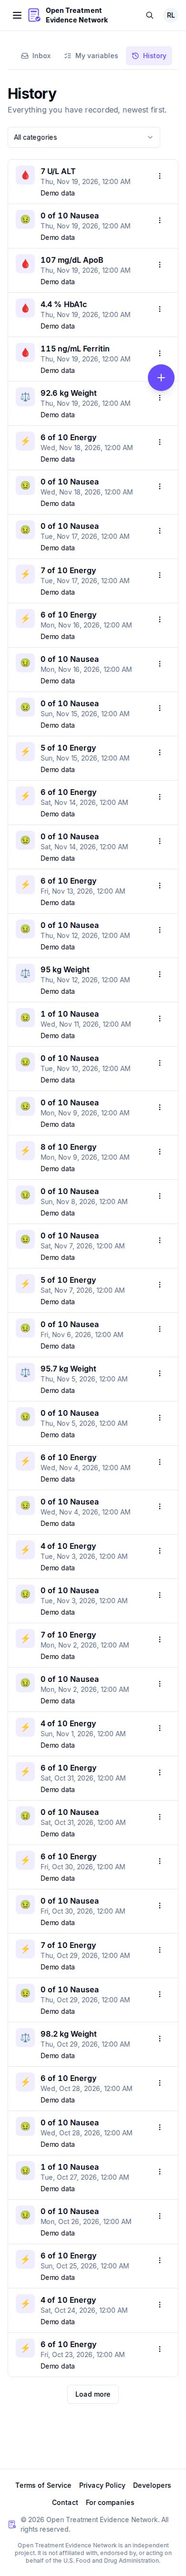 Open Treatment
Evidence Network
RL
Inbox
My variables
History
History
Everything you have recorded, newest first.
All categories
7 U/L ALT
Thu, Nov 19, 2026, 12:00 AM
Demo data
0 of 10 Nausea
Thu, Nov 19, 2026, 12:00 AM
Demo data
107 mg/dL ApoB
Thu, Nov 19, 2026, 12:00 AM
Demo data
4.4 % HbA1c
Thu, Nov 19, 2026, 12:00 AM
Demo data
115 ng/mL Ferritin
Thu, Nov 19, 2026, 12:00 AM
Demo data
92.6 kg Weight
Thu, Nov 19, 2026, 12:00 AM
Demo data
6 of 10 Energy
Wed, Nov 18, 2026, 12:00 AM
Demo data
0 of 10 Nausea
Wed, Nov 18, 2026, 12:00 AM
Demo data
0 of 10 Nausea
Tue, Nov 17, 2026, 12:00 AM
Demo data
7 of 10 Energy
Tue, Nov 17, 2026, 12:00 AM
Demo data
6 of 10 Energy
Mon, Nov 16, 2026, 12:00 AM
Demo data
0 of 10 Nausea
Mon, Nov 16, 2026, 12:00 AM
Demo data
0 of 10 Nausea
Sun, Nov 15, 2026, 12:00 AM
Demo data
5 of 10 Energy
Sun, Nov 15, 2026, 12:00 AM
Demo data
6 of 10 Energy
Sat, Nov 14, 2026, 12:00 AM
Demo data
0 of 10 Nausea
Sat, Nov 14, 2026, 12:00 AM
Demo data
6 of 10 Energy
Fri, Nov 13, 2026, 12:00 AM
Demo data
0 of 10 Nausea
Thu, Nov 12, 2026, 12:00 AM
Demo data
95 kg Weight
Thu, Nov 12, 2026, 12:00 AM
Demo data
1 of 10 Nausea
Wed, Nov 11, 2026, 12:00 AM
Demo data
0 of 10 Nausea
Tue, Nov 10, 2026, 12:00 AM
Demo data
0 of 10 Nausea
Mon, Nov 9, 2026, 12:00 AM
Demo data
8 of 10 Energy
Mon, Nov 9, 2026, 12:00 AM
Demo data
0 of 10 Nausea
Sun, Nov 8, 2026, 12:00 AM
Demo data
0 of 10 Nausea
Sat, Nov 7, 2026, 12:00 AM
Demo data
5 of 10 Energy
Sat, Nov 7, 2026, 12:00 AM
Demo data
0 of 10 Nausea
Fri, Nov 6, 2026, 12:00 AM
Demo data
95.7 kg Weight
Thu, Nov 5, 2026, 12:00 AM
Demo data
0 of 10 Nausea
Thu, Nov 5, 2026, 12:00 AM
Demo data
6 of 10 Energy
Wed, Nov 4, 2026, 12:00 AM
Demo data
0 of 10 Nausea
Wed, Nov 4, 2026, 12:00 AM
Demo data
4 of 10 Energy
Tue, Nov 3, 2026, 12:00 AM
Demo data
0 of 10 Nausea
Tue, Nov 3, 2026, 12:00 AM
Demo data
7 of 10 Energy
Mon, Nov 2, 2026, 12:00 AM
Demo data
0 of 10 Nausea
Mon, Nov 2, 2026, 12:00 AM
Demo data
4 of 10 Energy
Sun, Nov 1, 2026, 12:00 AM
Demo data
6 of 10 Energy
Sat, Oct 31, 2026, 12:00 AM
Demo data
0 of 10 Nausea
Sat, Oct 31, 2026, 12:00 AM
Demo data
6 of 10 Energy
Fri, Oct 30, 2026, 12:00 AM
Demo data
0 of 10 Nausea
Fri, Oct 30, 2026, 12:00 AM
Demo data
7 of 10 Energy
Thu, Oct 29, 2026, 12:00 AM
Demo data
0 of 10 Nausea
Thu, Oct 29, 2026, 12:00 AM
Demo data
98.2 kg Weight
Thu, Oct 29, 2026, 12:00 AM
Demo data
6 of 10 Energy
Wed, Oct 28, 2026, 12:00 AM
Demo data
0 of 10 Nausea
Wed, Oct 28, 2026, 12:00 AM
Demo data
1 of 10 Nausea
Tue, Oct 27, 2026, 12:00 AM
Demo data
0 of 10 Nausea
Mon, Oct 26, 2026, 12:00 AM
Demo data
6 of 10 Energy
Sun, Oct 25, 2026, 12:00 AM
Demo data
4 of 10 Energy
Sat, Oct 24, 2026, 12:00 AM
Demo data
6 of 10 Energy
Fri, Oct 23, 2026, 12:00 AM
Demo data
Load more
Terms of Service
Privacy Policy
Developers
Contact
For companies
© 2026 Open Treatment Evidence Network. All
rights reserved.
Open Treatment Evidence Network is an independent
project. It is not affiliated with, endorsed by, or acting on
behalf of the U.S. Food and Drug Administration.